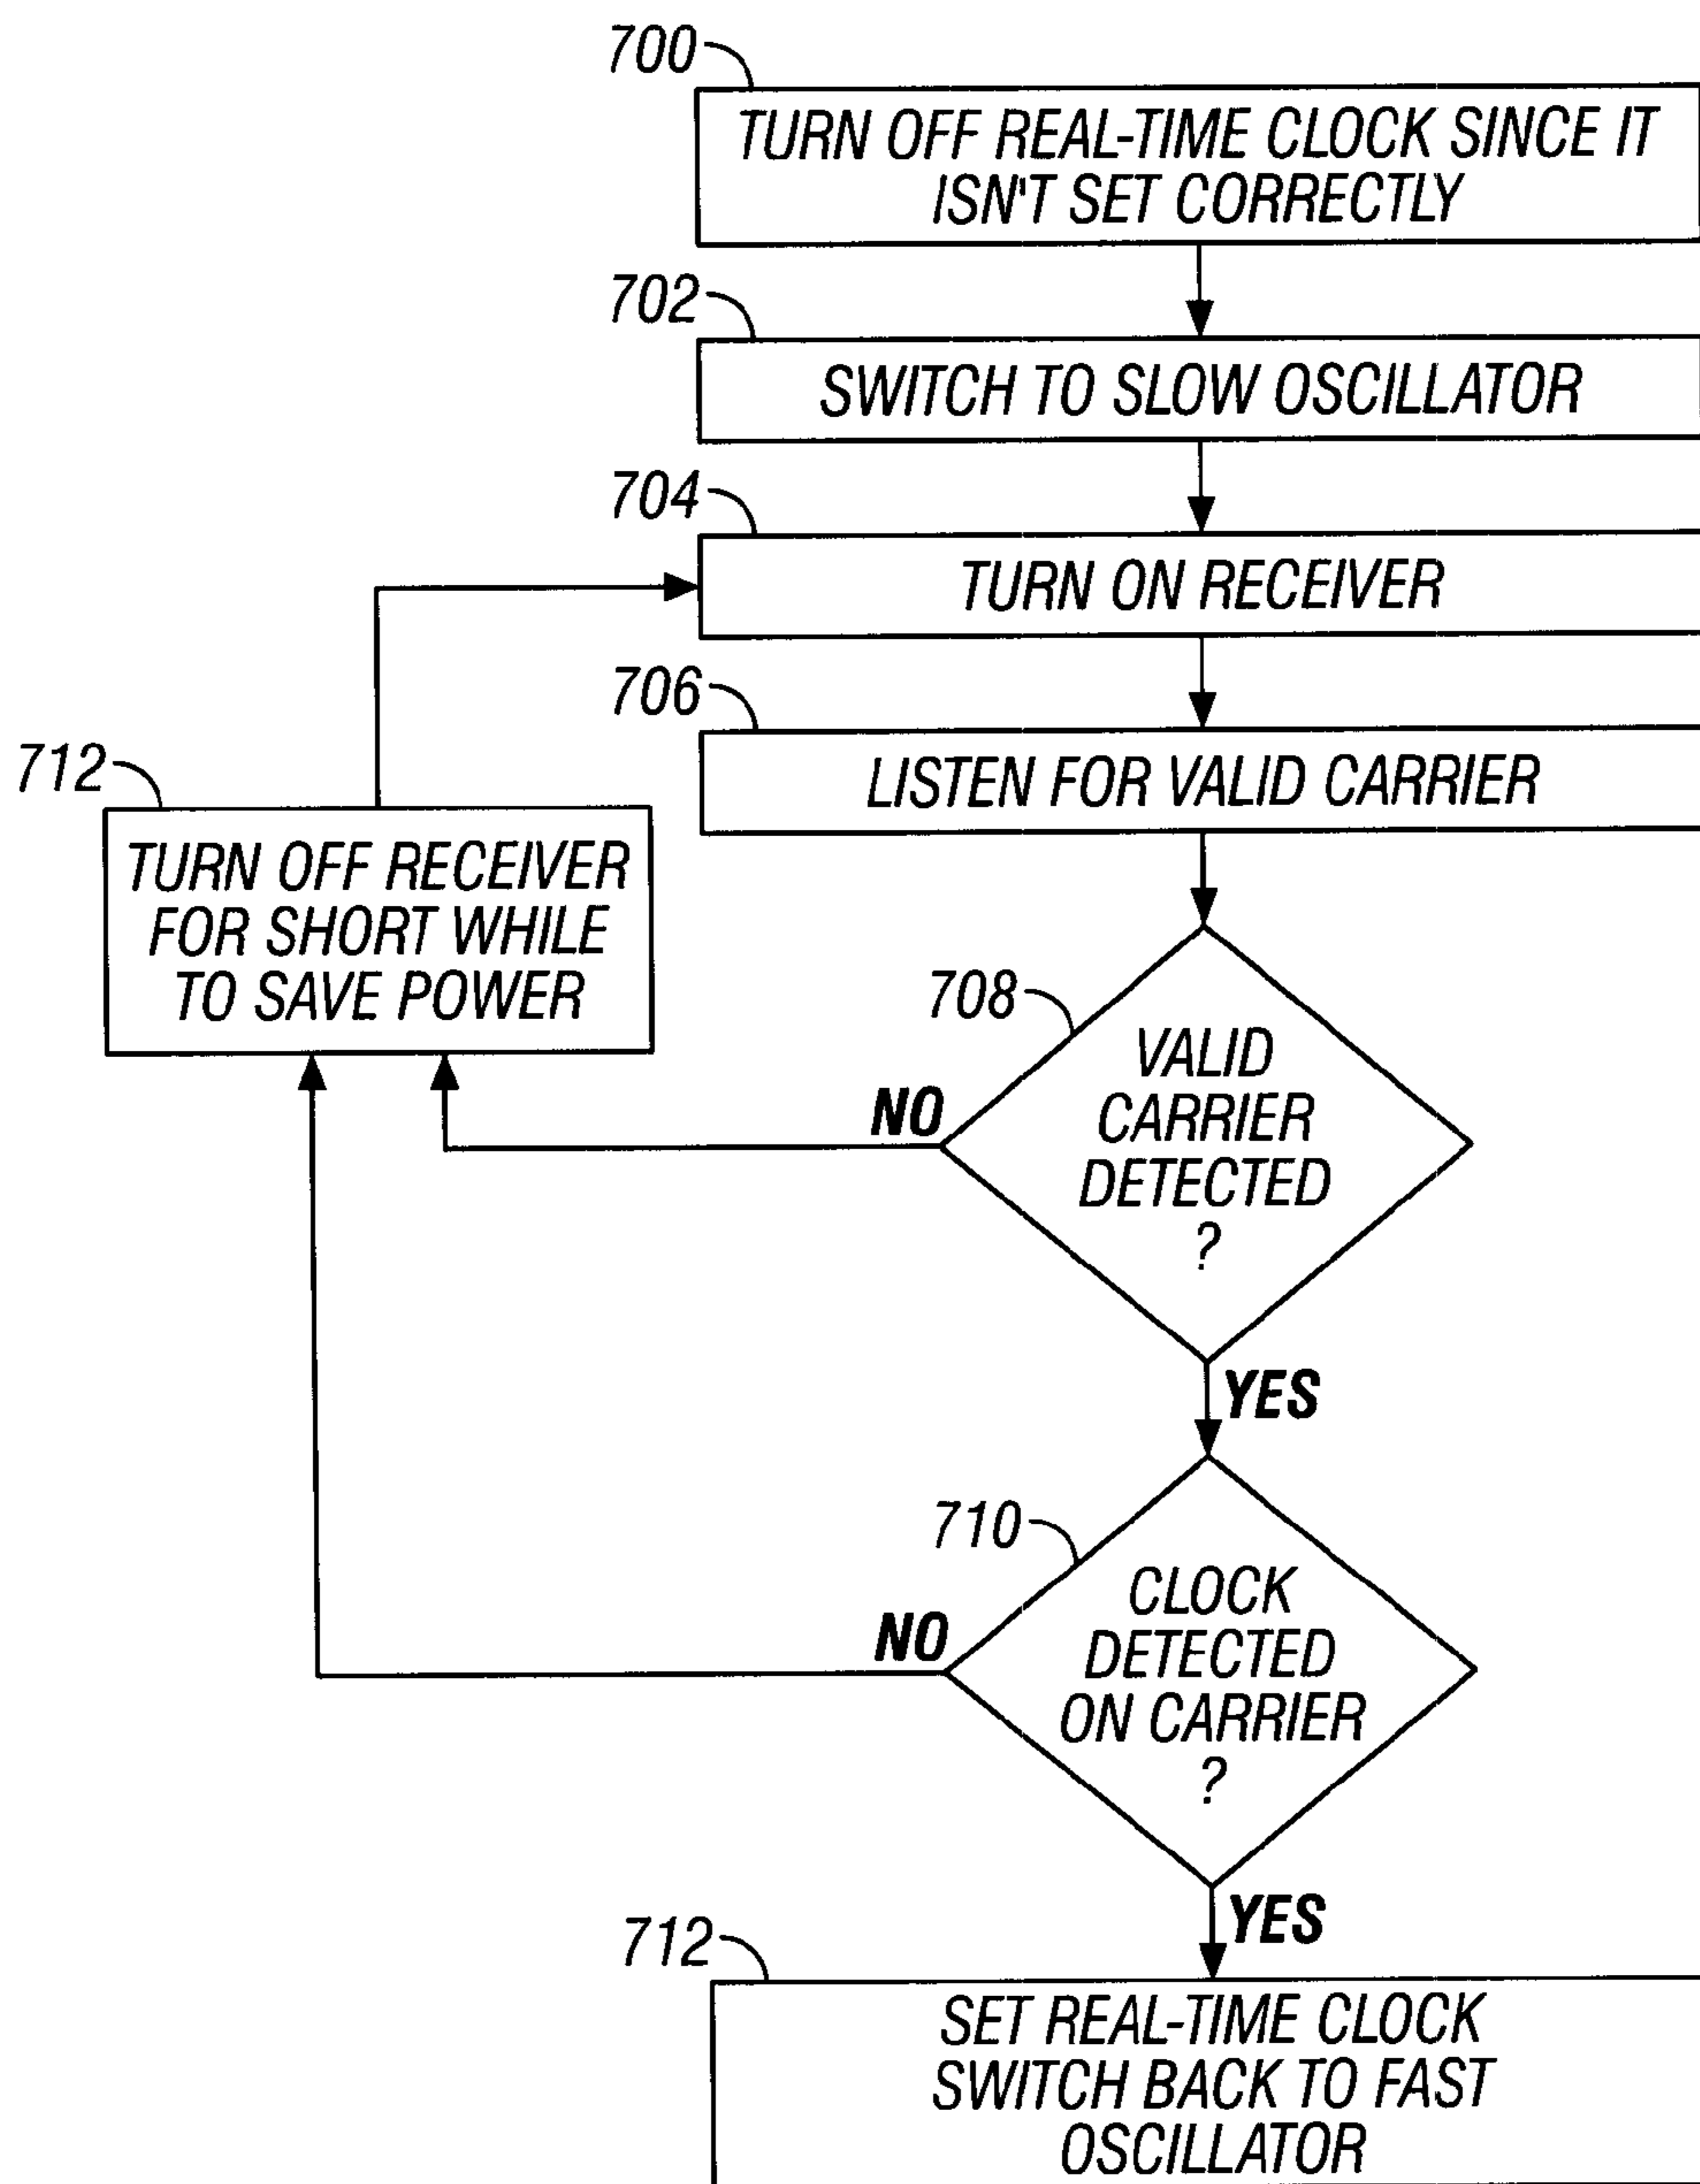 700
TURN OFF REAL-TIME CLOCK SINCE IT
ISN'T SET CORRECTLY
702
SWITCH TO SLOW OSCILLATOR
704
TURN ON RECEIVER
706
LISTEN FOR VALID CARRIER
712
TURN OFF RECEIVER
FOR SHORT WHILE
TO SAVE POWER
708
VALID
CARRIER
DETECTED
?
NO
YES
710
CLOCK
DETECTED
ON CARRIER
?
NO
YES
712
SET REAL-TIME CLOCK
SWITCH BACK TO FAST
OSCILLATOR